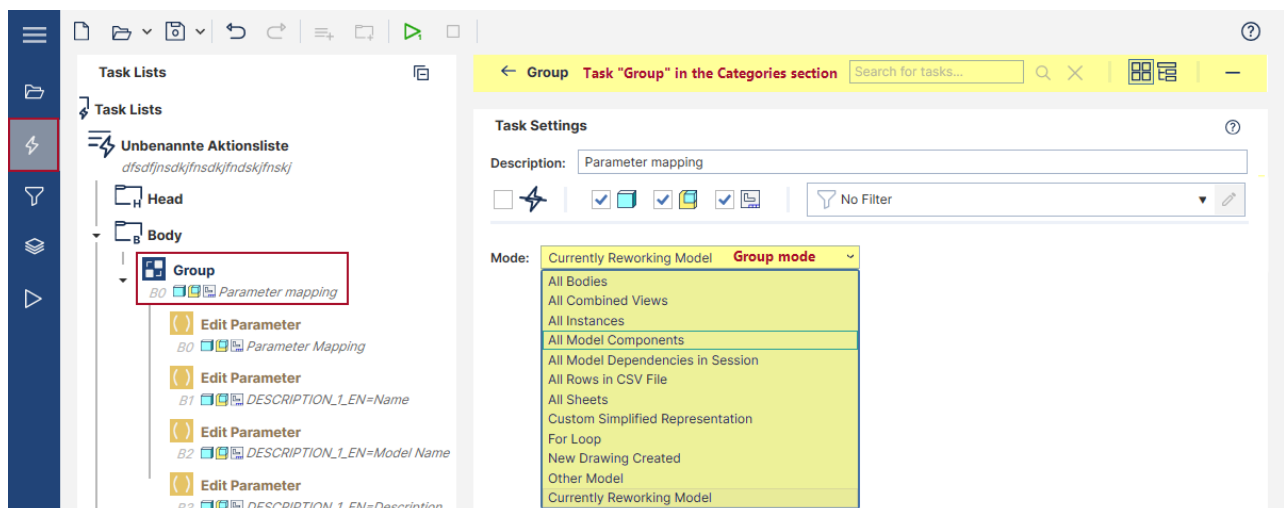 Task Lists
Task Lists
Unbenannte Aktionsliste
dfsdfjnsdkjfnsdkjfndskjfnskj
H Head
B Body
Group
B0 Parameter mapping
Edit Parameter
B0 Parameter Mapping
Edit Parameter
B1 DESCRIPTION_1_EN=Name
Edit Parameter
B2 DESCRIPTION_1_EN=Model Name
Edit Parameter
B3 DESCRIPTION_1_EN=Description
Group Task "Group" in the Categories section Search for tasks...
Task Settings
Description: Parameter mapping
No Filter
Mode: Currently Reworking Model Group mode
All Bodies
All Combined Views
All Instances
All Model Components
All Model Dependencies in Session
All Rows in CSV File
All Sheets
Custom Simplified Representation
For Loop
New Drawing Created
Other Model
Currently Reworking Model